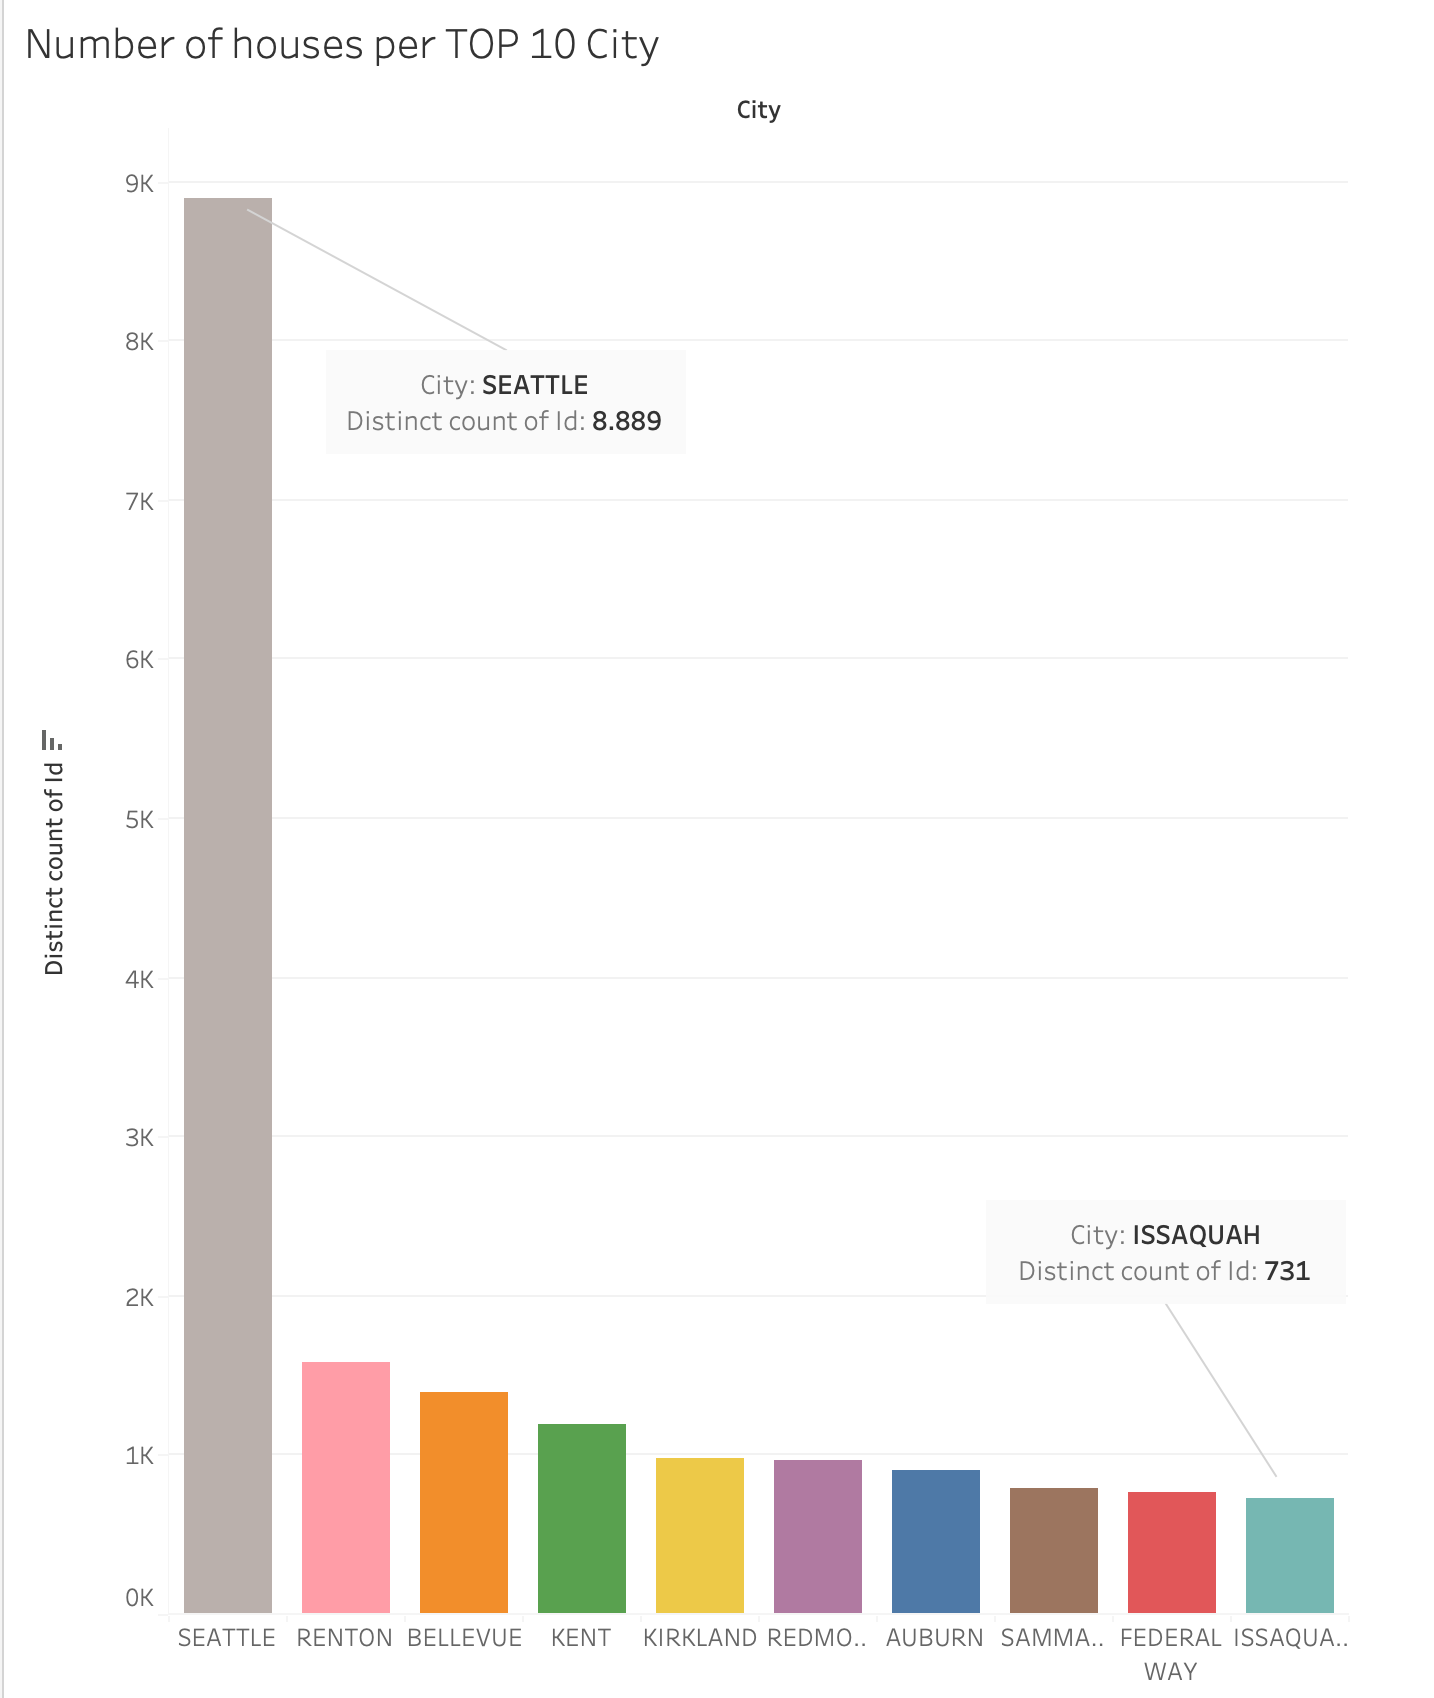 Number of houses per TOP 10 City
City
9K
8K
City: SEATTLE
Distinct count of Id: 8.889
7K
6K
5K
4K
3K
2K
1K
0K
Distinct count of Id
City: ISSAQUAH
Distinct count of Id: 731
SEATTLE
RENTON
BELLEVUE
KENT
KIRKLAND
REDMO..
AUBURN
SAMMA..
FEDERAL
WAY
ISSAQUA..